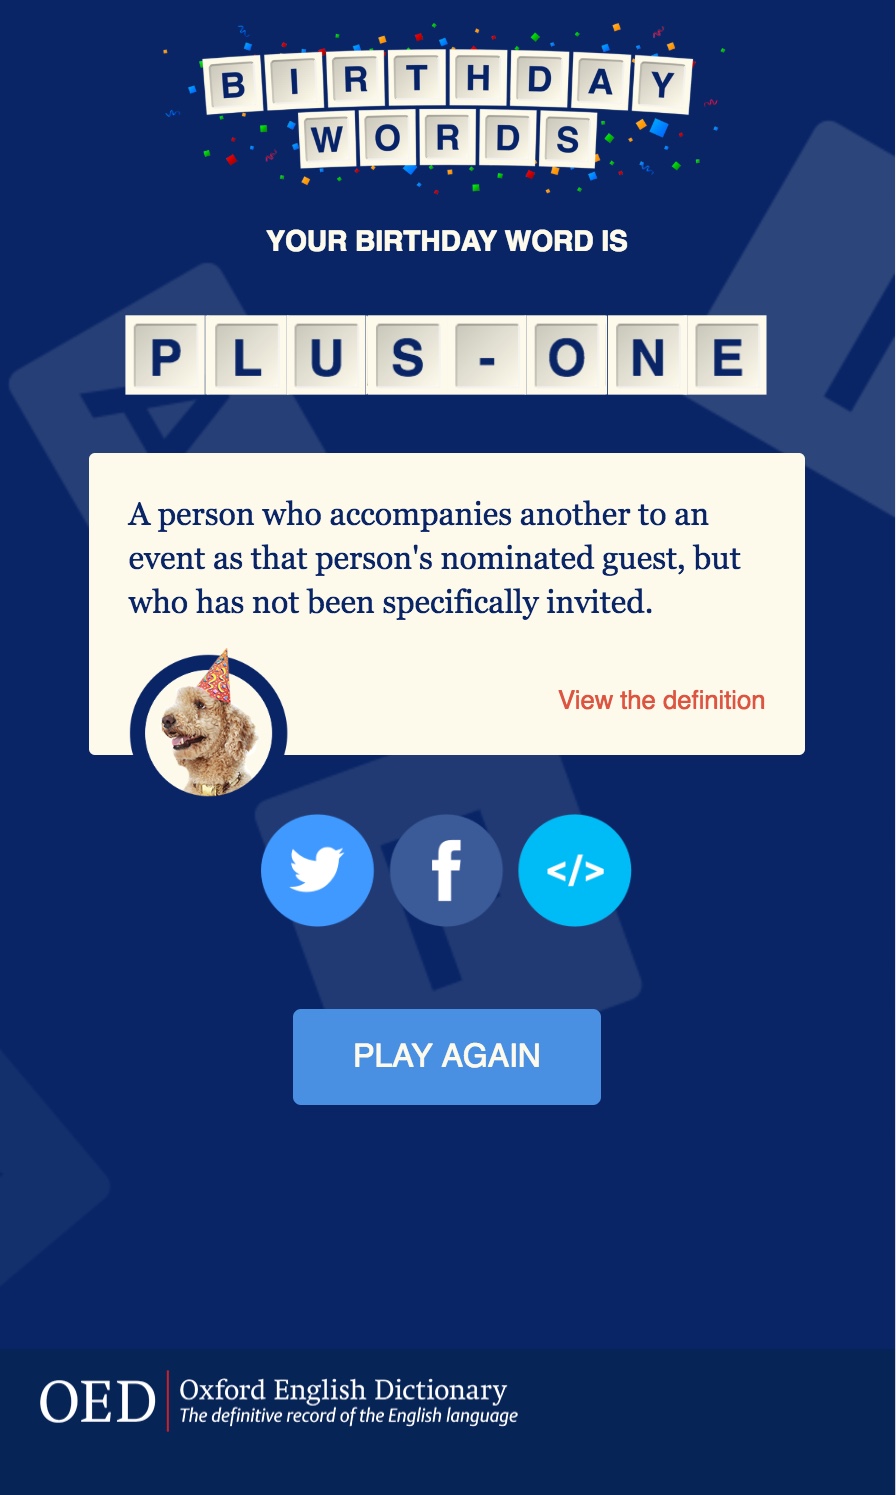 BIRTHDAY
WORDS
YOUR BIRTHDAY WORD IS
PLUS-ONE
A person who accompanies another to an
event as that person's nominated guest, but
who has not been specifically invited.
View the definition
f
</>
PLAY AGAIN
OED
Oxford English Dictionary
The definitive record of the English language